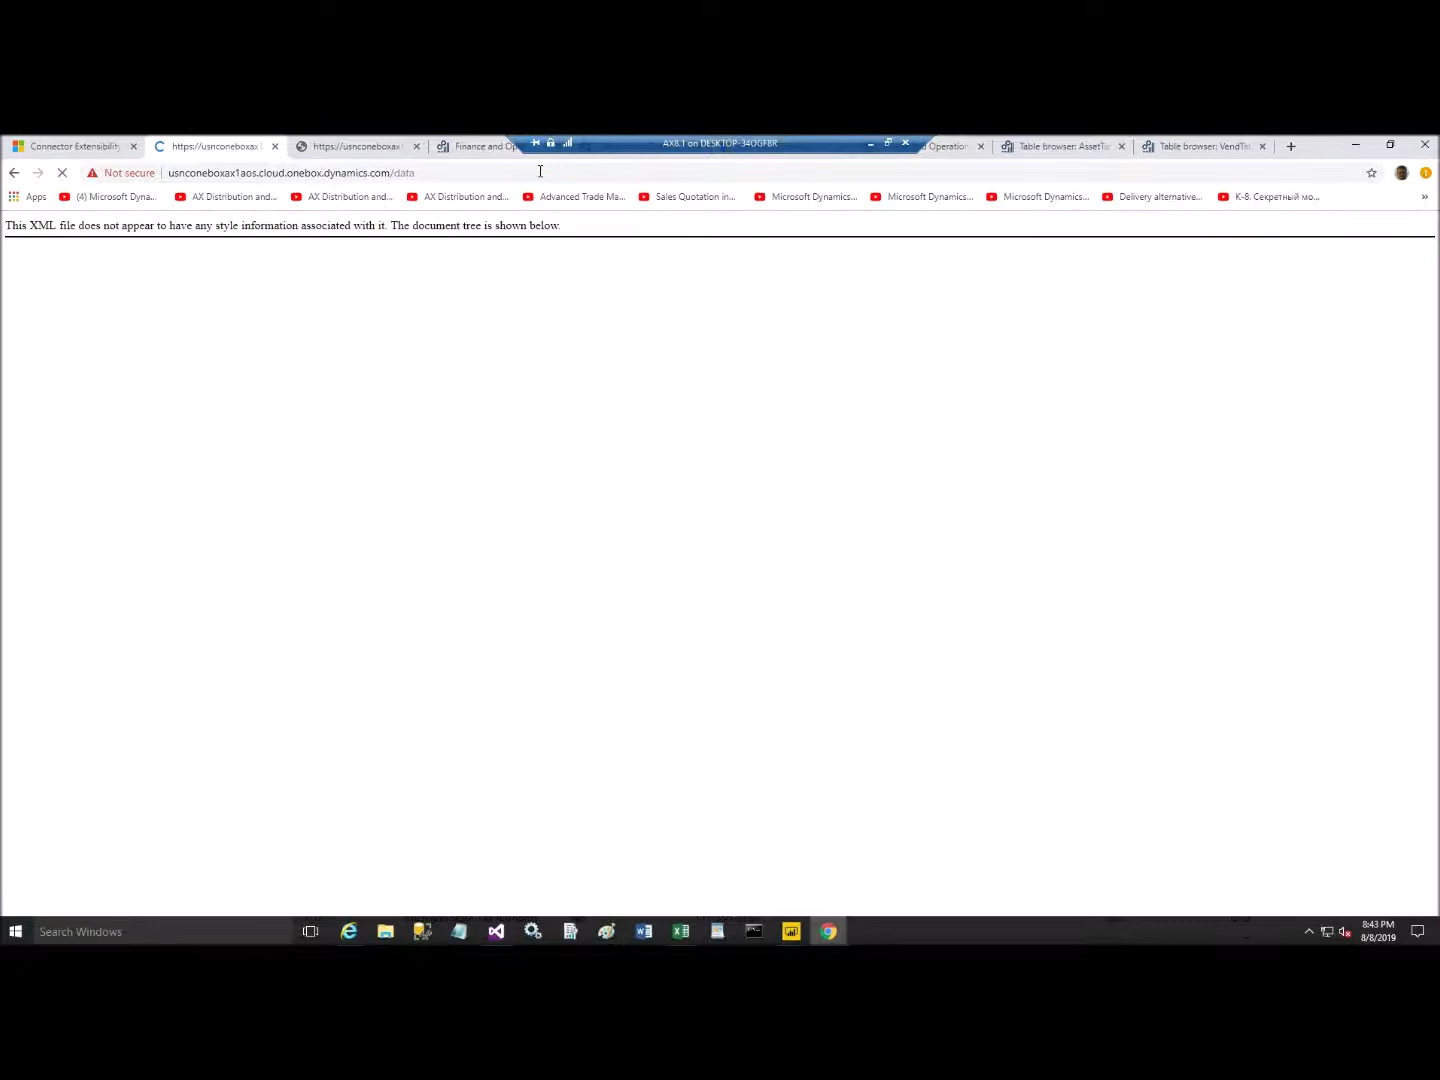 AX8.1 on DESKTOP-34OGF8R
Connector Extensibility
https://usnconeboxax1
https://usnconeboxax
Finance and Op
Operation
Table browser: AssetTa
Table browser: VendTa
Not secure
usnconeboxax1aos.cloud.onebox.dynamics.com/data
Apps
(4) Microsoft Dyna...
AX Distribution and...
AX Distribution and...
AX Distribution and...
Advanced Trade Ma...
Sales Quotation in...
Microsoft Dynamics...
Microsoft Dynamics...
Microsoft Dynamics...
Delivery alternative...
К-8. Секретный мо...
This XML file does not appear to have any style information associated with it. The document tree is shown below.
Search Windows
8:43 PM
8/8/2019